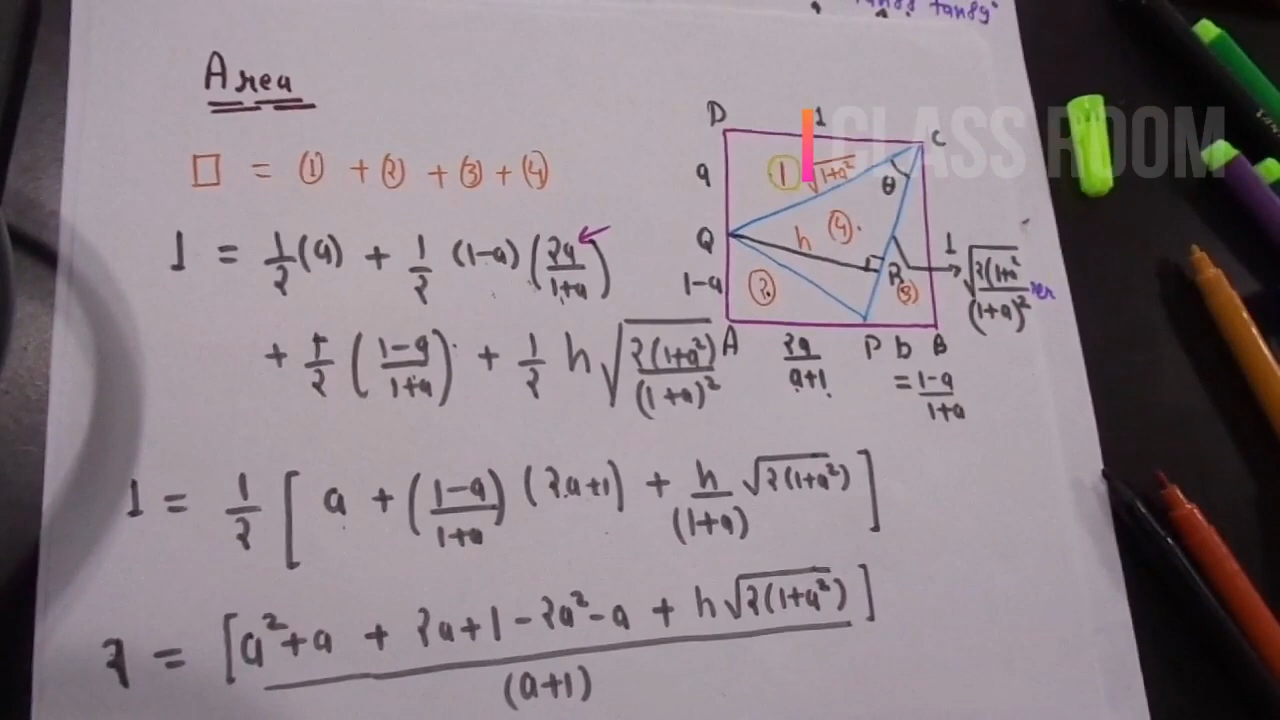 tan89°
Area
□ = ① + ② + ③ + ④
1 = 1/2 (a) + 1/2 (1-a) (2a/1+a)
+ 1/2 (1-a/1+a) + 1/2 h √(2(1+a²)/(1+a)²)
1 = 1/2 [ a + (1-a/1+a) (2a+1) + h/(1+a) √2(1+a²) ]
2 = [a²+a + 2a+1-2a²-a + h√2(1+a²)]
(a+1)
CLASS ROOM
D 1 C
a ① √1+a² θ
Q h ④ 1
1-a ② R ③ √(2(1+a²/(1+a)²)
A 2a/a+1 P b B
= 1-a/1+a